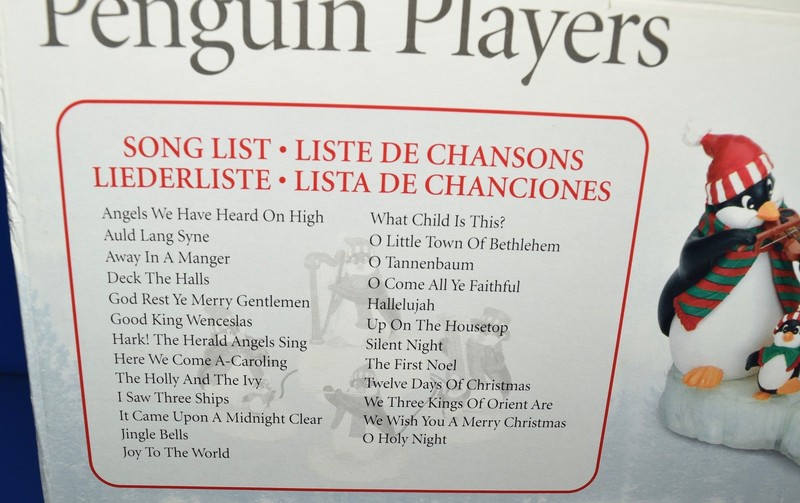 Penguin Players
SONG LIST • LISTE DE CHANSONS
LIEDERLISTE • LISTA DE CHANCIONES
Angels We Have Heard On High
Auld Lang Syne
Away In A Manger
Deck The Halls
God Rest Ye Merry Gentlemen
Good King Wenceslas
Hark! The Herald Angels Sing
Here We Come A-Caroling
The Holly And The Ivy
I Saw Three Ships
It Came Upon A Midnight Clear
Jingle Bells
Joy To The World
What Child Is This?
O Little Town Of Bethlehem
O Tannenbaum
O Come All Ye Faithful
Hallelujah
Up On The Housetop
Silent Night
The First Noel
Twelve Days Of Christmas
We Three Kings Of Orient Are
We Wish You A Merry Christmas
O Holy Night